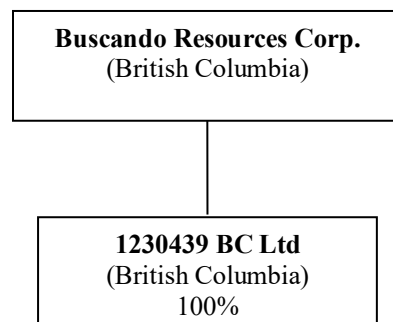 Buscando Resources Corp.
(British Columbia)
1230439 BC Ltd
(British Columbia)
100%